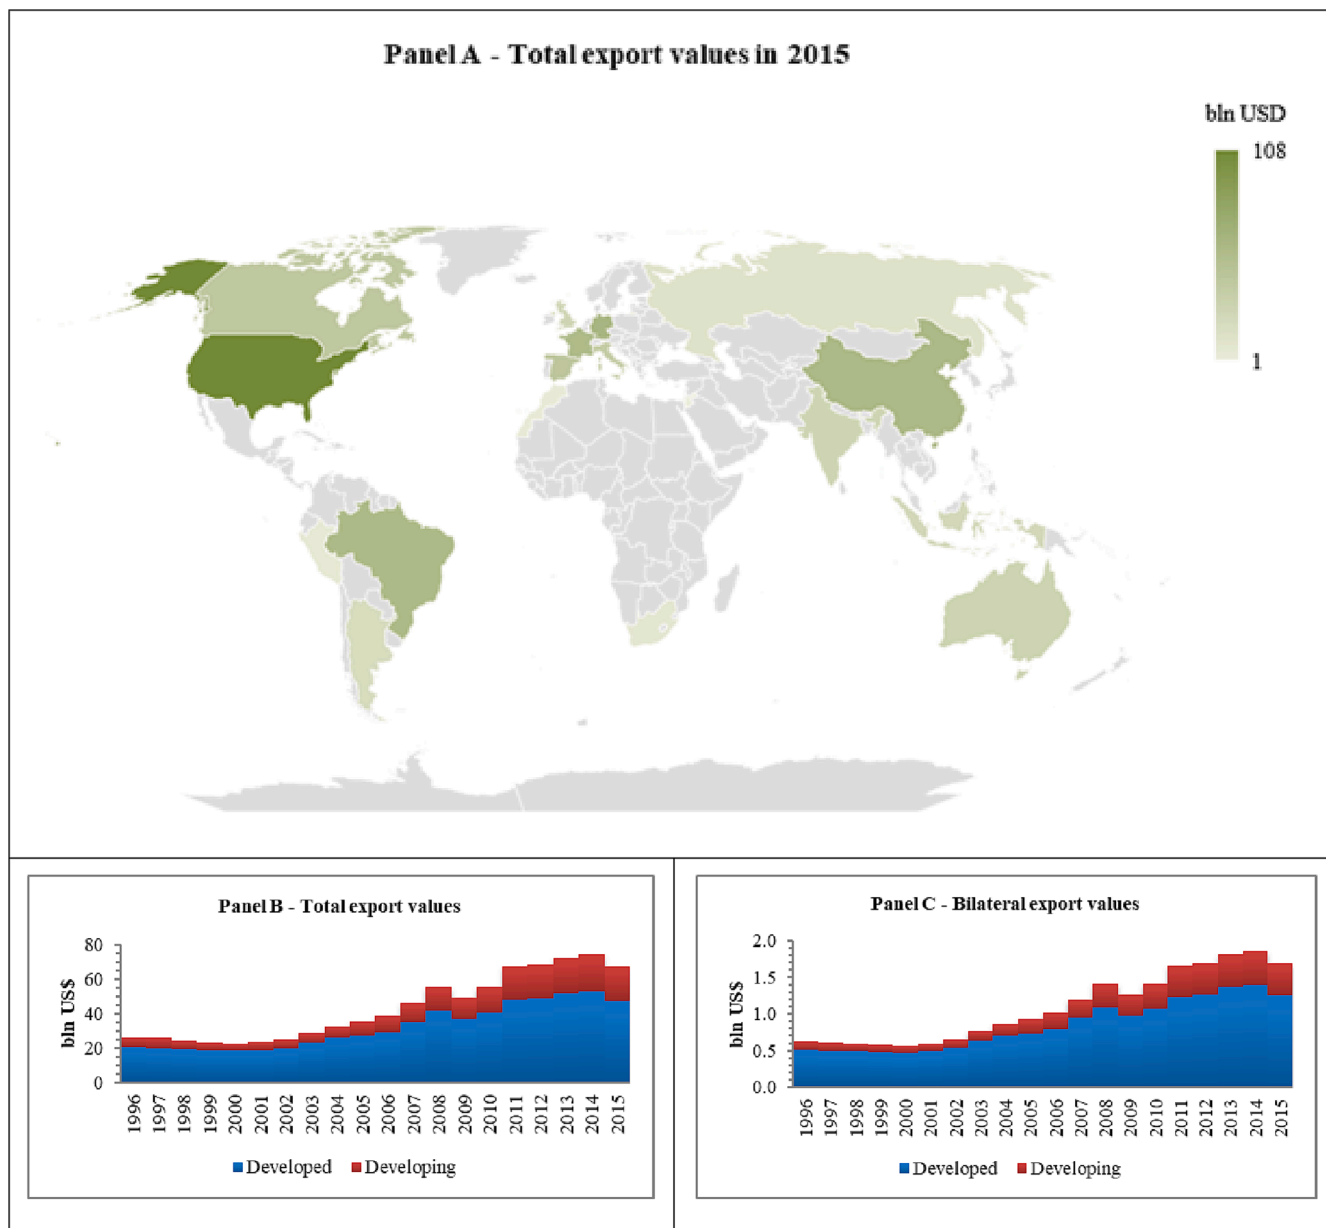 Panel A - Total export values in 2015
bln USD
108
1
Panel B - Total export values
80
60
40
20
0
bln US$
1996 1997 1998 1999 2000 2001 2002 2003 2004 2005 2006 2007 2008 2009 2010 2011 2012 2013 2014 2015
Developed Developing
Panel C - Bilateral export values
2.0
1.5
1.0
0.5
0.0
bln US$
1996 1997 1998 1999 2000 2001 2002 2003 2004 2005 2006 2007 2008 2009 2010 2011 2012 2013 2014 2015
Developed Developing